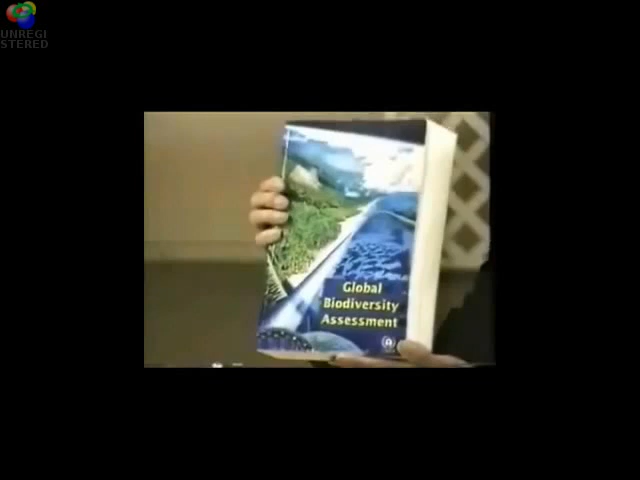 UNREGI
STERED
Global
Biodiversity
Assessment